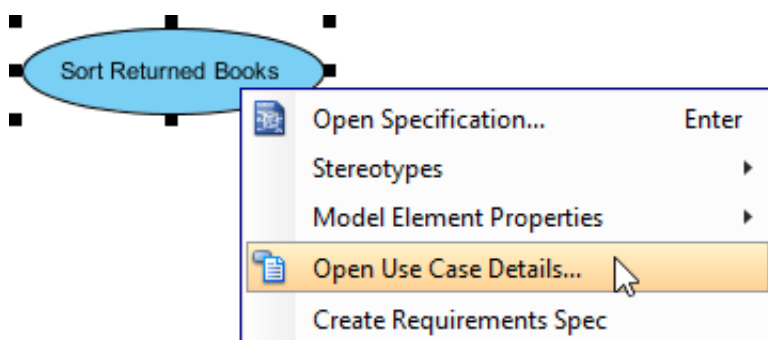 Sort Returned Books
Open Specification... Enter
Stereotypes
Model Element Properties
Open Use Case Details...
Create Requirements Spec